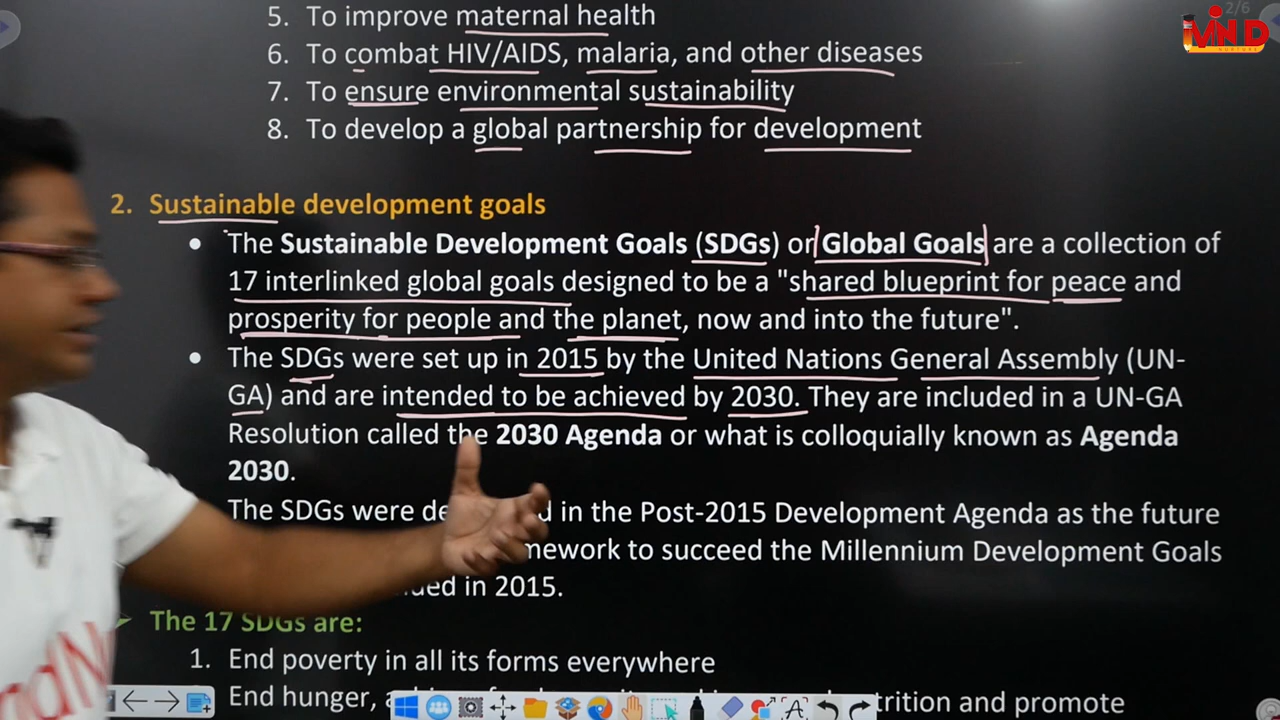 2/6
MIND
NURTURE
5. To improve maternal health
6. To combat HIV/AIDS, malaria, and other diseases
7. To ensure environmental sustainability
8. To develop a global partnership for development
2. Sustainable development goals
• The Sustainable Development Goals (SDGs) or Global Goals are a collection of
17 interlinked global goals designed to be a "shared blueprint for peace and
prosperity for people and the planet, now and into the future".
• The SDGs were set up in 2015 by the United Nations General Assembly (UN-
GA) and are intended to be achieved by 2030. They are included in a UN-GA
Resolution called the 2030 Agenda or what is colloquially known as Agenda
2030.
The SDGs were de d in the Post-2015 Development Agenda as the future
mework to succeed the Millennium Development Goals
ded in 2015.
➤ The 17 SDGs are:
1. End poverty in all its forms everywhere
End hunger, trition and promote